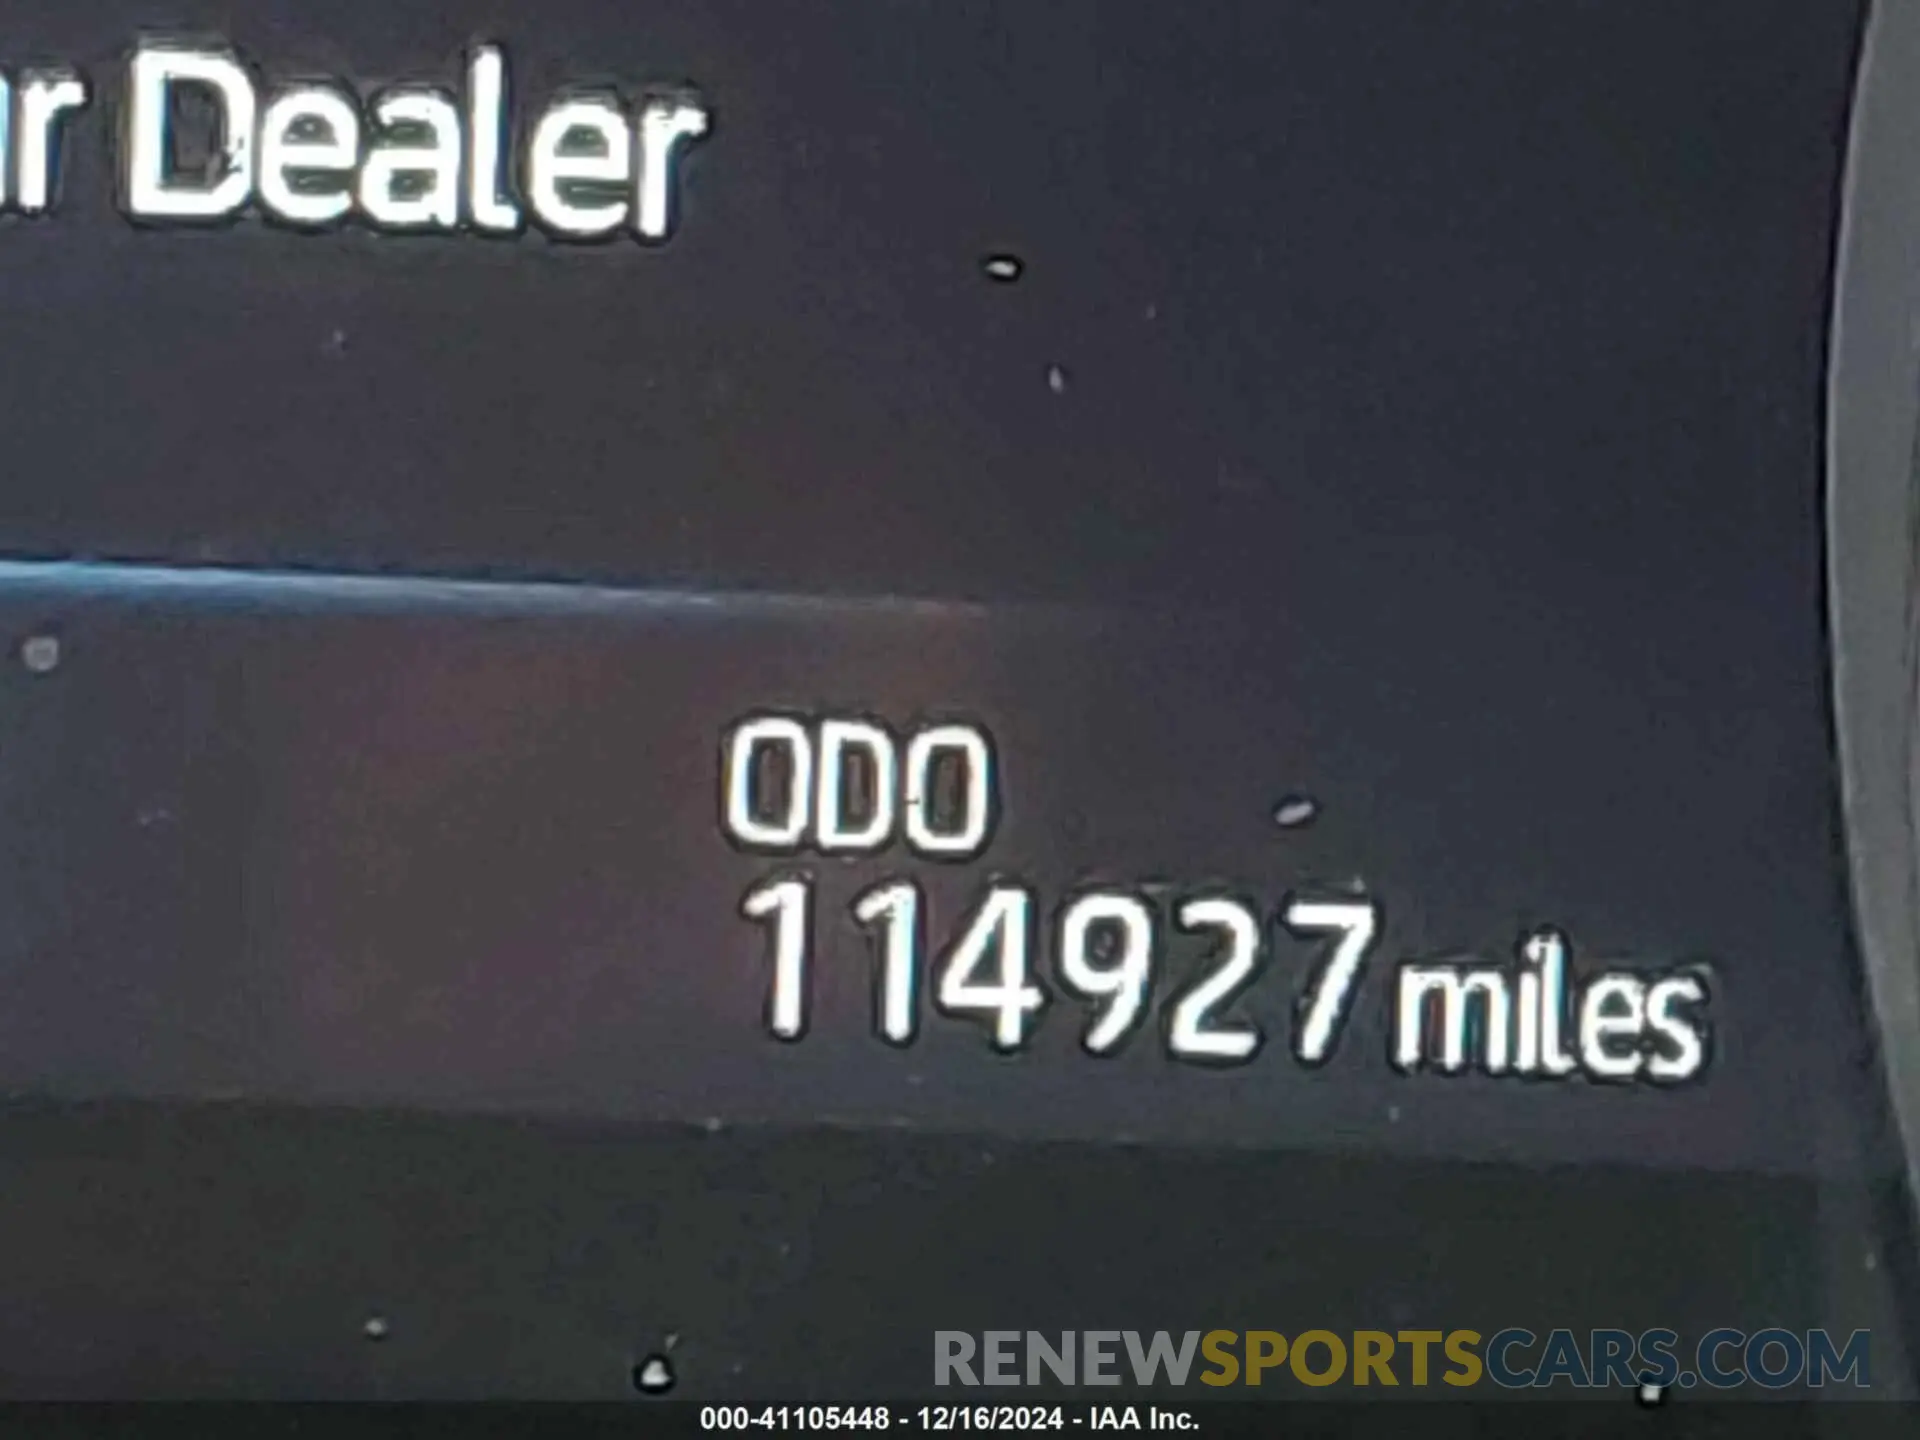 Dealer
ODO
114927 miles
RENEWSPORTSCARS.COM
000-41105448 - 12/16/2024 - IAA Inc.